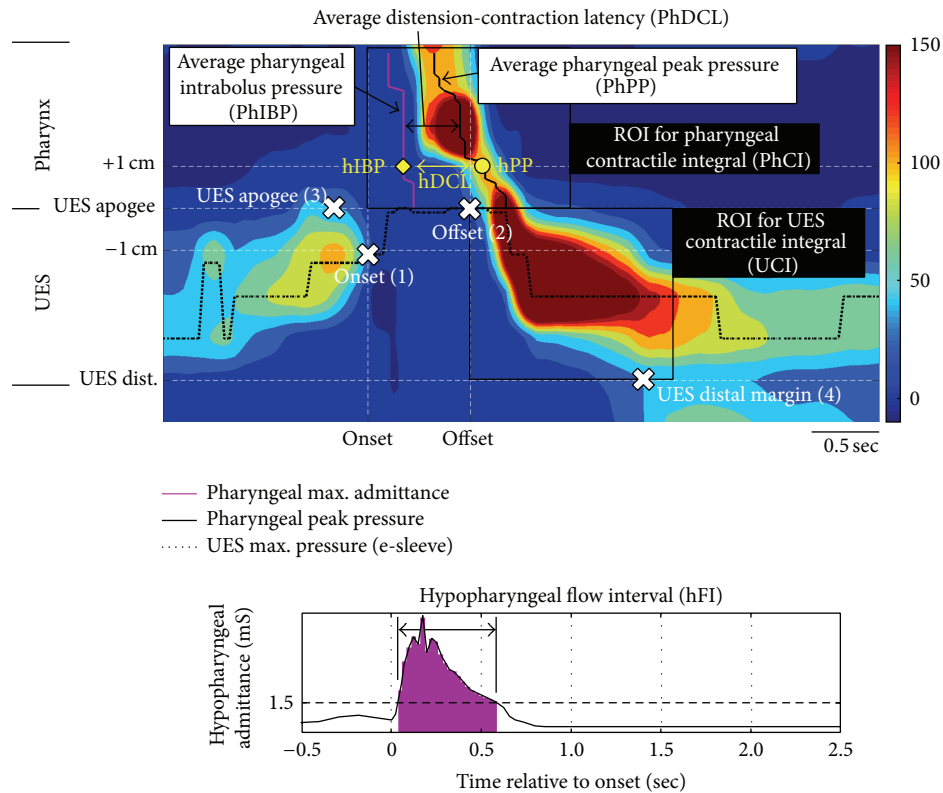 Average distension-contraction latency (PhDCL)
Average pharyngeal
intrabolus pressure
(PhIBP)
Average pharyngeal peak pressure
(PhPP)
ROI for pharyngeal
contractile integral (PhCI)
Pharynx
+1 cm
hIBP
hDCL
hPP
UES apogee
UES apogee (3)
Offset (2)
ROI for UES
contractile integral
(UCI)
−1 cm
Onset (1)
UES
UES dist.
UES distal margin (4)
150
100
50
0
Onset
Offset
0.5 sec
Pharyngeal max. admittance
Pharyngeal peak pressure
UES max. pressure (e-sleeve)
Hypopharyngeal flow interval (hFI)
Hypopharyngeal
admittance (mS)
1.5
−0.5
0
0.5
1.0
1.5
2.0
2.5
Time relative to onset (sec)